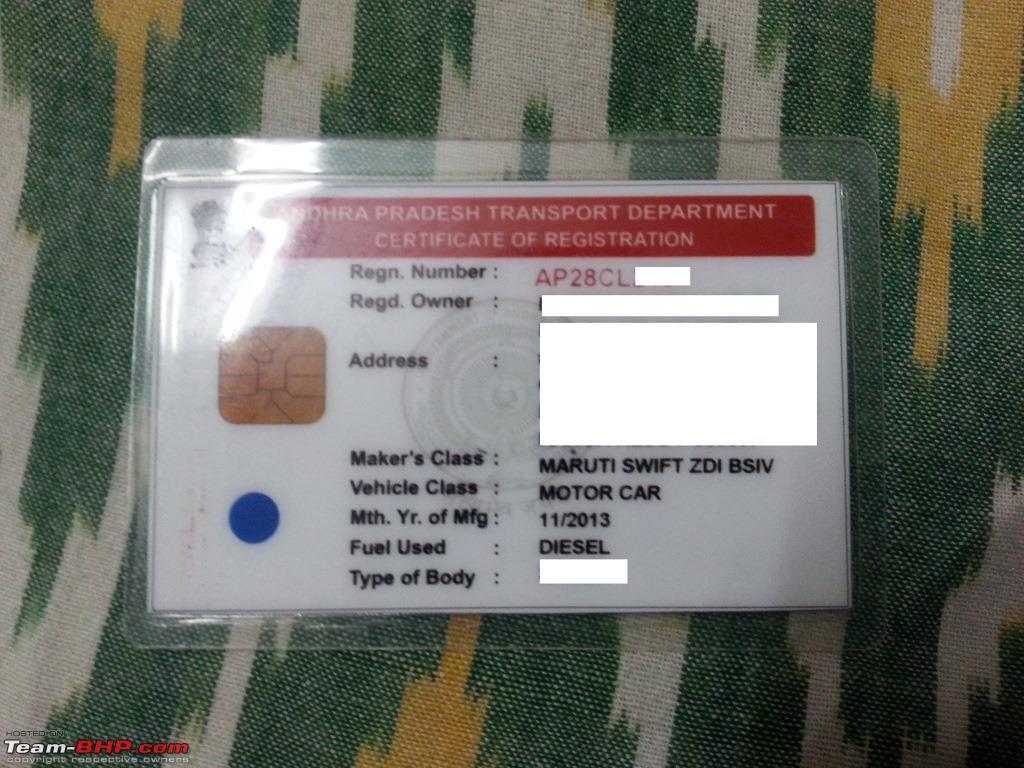 ANDHRA PRADESH TRANSPORT DEPARTMENT
CERTIFICATE OF REGISTRATION
Regn. Number : AP28CL
Regd. Owner :
Address :
Maker's Class : MARUTI SWIFT ZDI BSIV
Vehicle Class : MOTOR CAR
Mth. Yr. of Mfg : 11/2013
Fuel Used : DIESEL
Type of Body :
HOSTED ON
Team-BHP.com
copyright respective owners